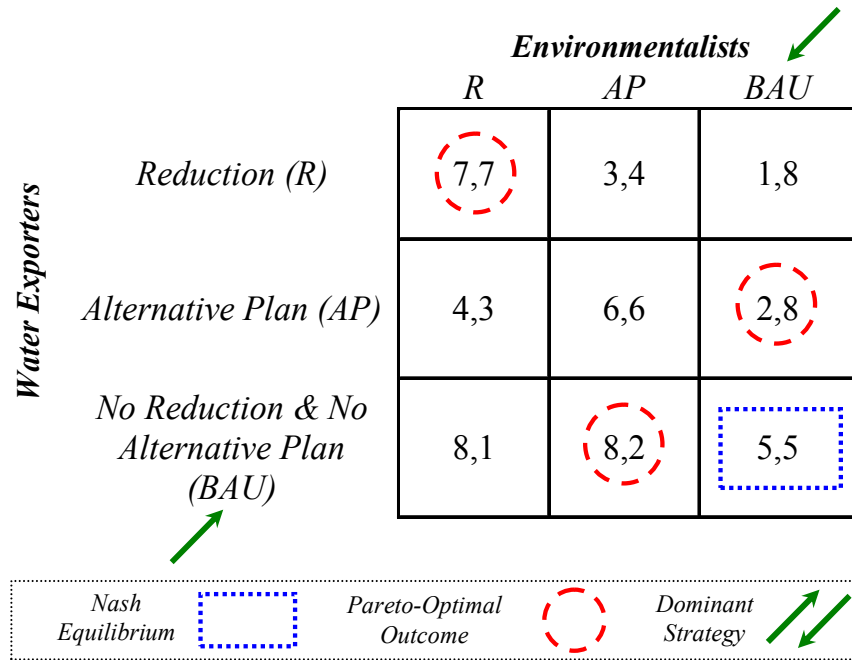 Environmentalists
R AP BAU
Water Exporters
Reduction (R) 7,7 3,4 1,8
Alternative Plan (AP) 4,3 6,6 2,8
No Reduction & No
Alternative Plan
(BAU) 8,1 8,2 5,5
Nash
Equilibrium
Pareto-Optimal
Outcome
Dominant
Strategy